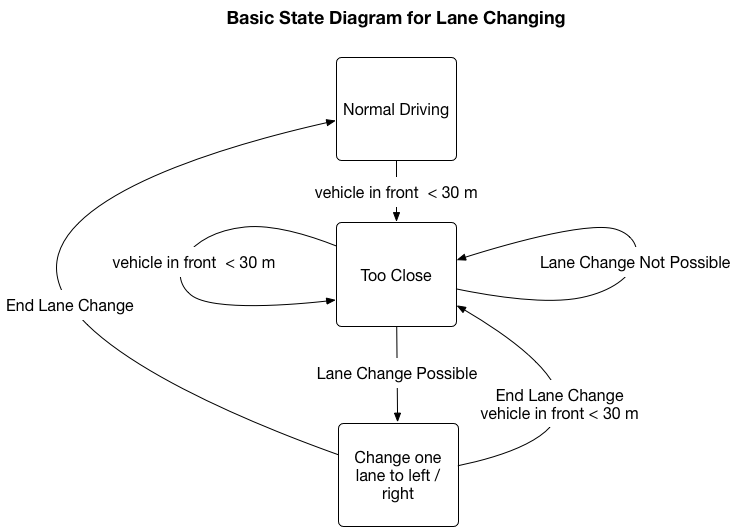 Basic State Diagram for Lane Changing
Normal Driving
vehicle in front < 30 m
vehicle in front < 30 m
Too Close
Lane Change Not Possible
End Lane Change
Lane Change Possible
End Lane Change
vehicle in front < 30 m
Change one
lane to left /
right